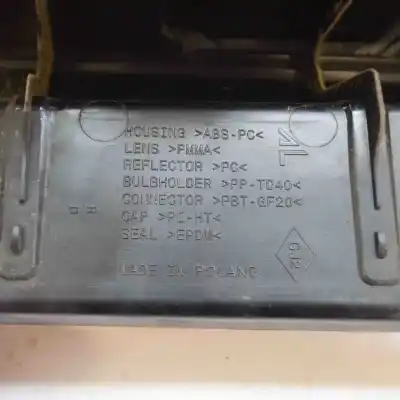 HOUSING >ABS-PC<
LENS >PMMA<
REFLECTOR >PC<
BULBHOLDER >PP-TD40<
CONNECTOR >PBT-GF20<
CAP >PC-HT<
SEAL >EPDM<
MADE IN POLAND